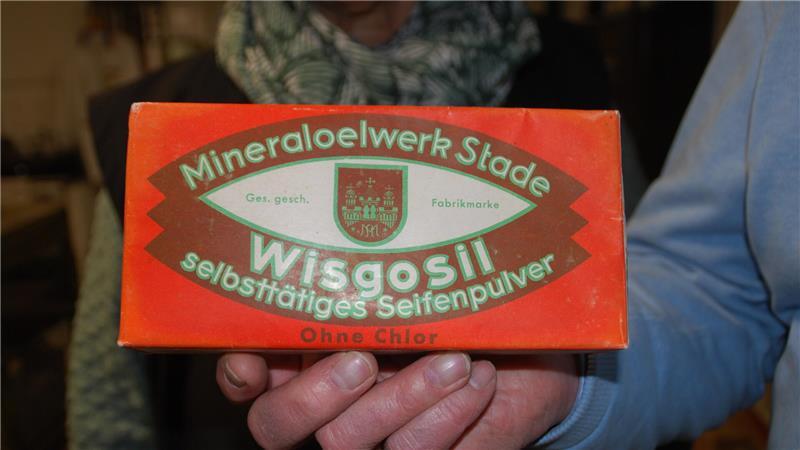 Mineraloelwerk Stade
Ges. gesch. Fabrikmarke
Wisgosil
selbsttätiges Seifenpulver
Ohne Chlor